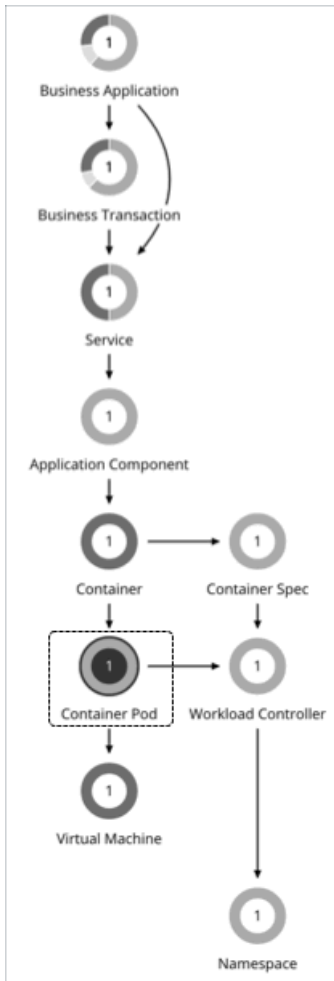 1
Business Application
1
Business Transaction
1
Service
1
Application Component
1
Container
1
Container Spec
1
Container Pod
1
Workload Controller
1
Virtual Machine
1
Namespace